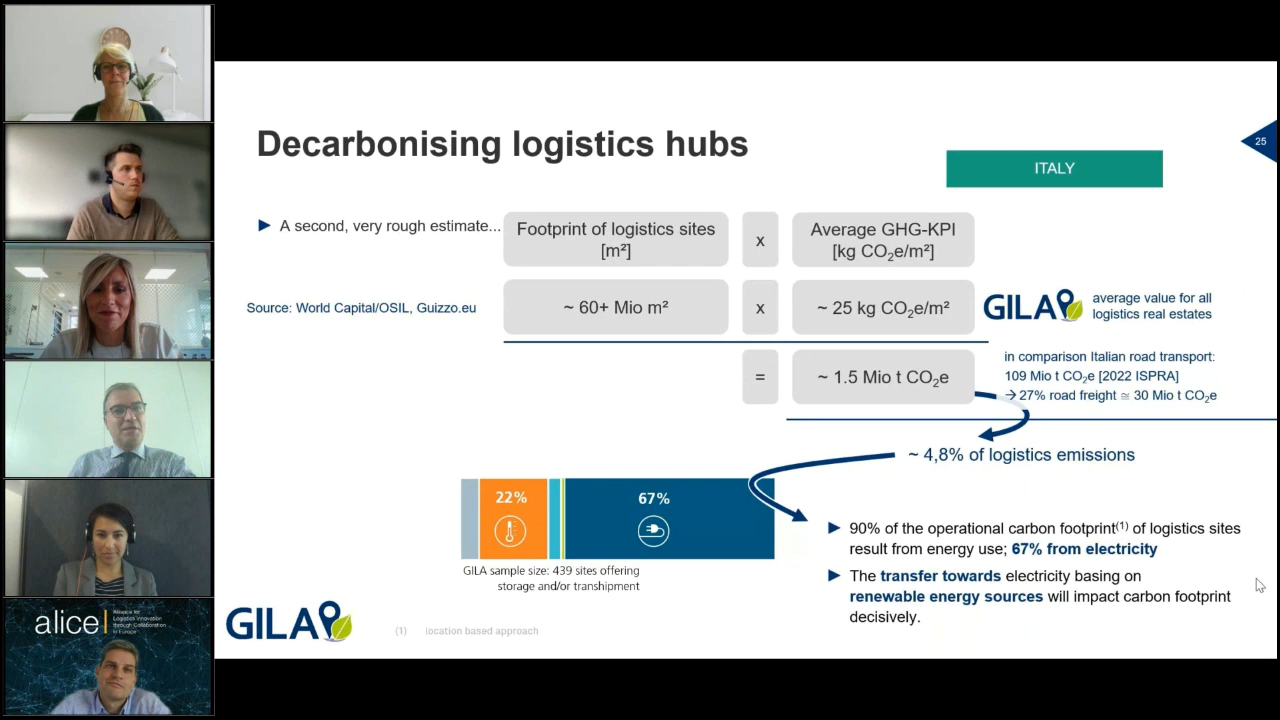 Decarbonising logistics hubs
25
ITALY
► A second, very rough estimate...
Footprint of logistics sites
[m²]
x
Average GHG-KPI
[kg CO₂e/m²]
Source: World Capital/OSIL, Guizzo.eu
~ 60+ Mio m²
x
~ 25 kg CO₂e/m²
GILA
average value for all
logistics real estates
=
~ 1.5 Mio t CO₂e
in comparison Italian road transport:
109 Mio t CO₂e [2022 ISPRA]
→ 27% road freight ≅ 30 Mio t CO₂e
~ 4,8% of logistics emissions
22%
67%
GILA sample size: 439 sites offering
storage and/or transhipment
► 90% of the operational carbon footprint⁽¹⁾ of logistics sites
result from energy use; 67% from electricity
► The transfer towards electricity basing on
renewable energy sources will impact carbon footprint
decisively.
GILA
(1) location based approach
alice
Alliance for
Logistics Innovation
through Collaboration
in Europe